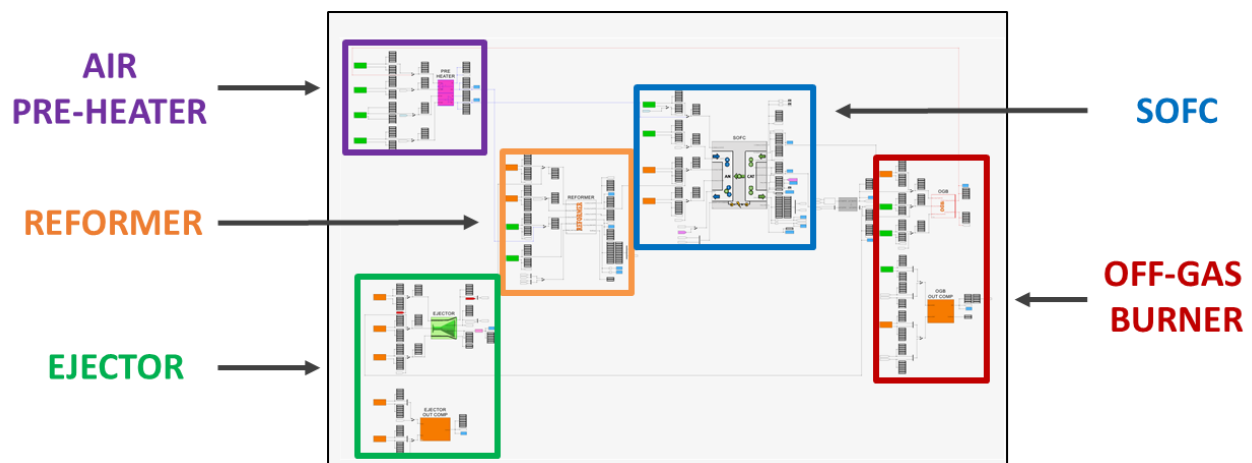 AIR
PRE-HEATER
REFORMER
EJECTOR
SOFC
OFF-GAS
BURNER
PRE
HEATER
SOFC
AN
CAT
REFORMER
REFORMER
EJECTOR
EJECTOR
OUT COMP
OGB
OGB
OUT COMP